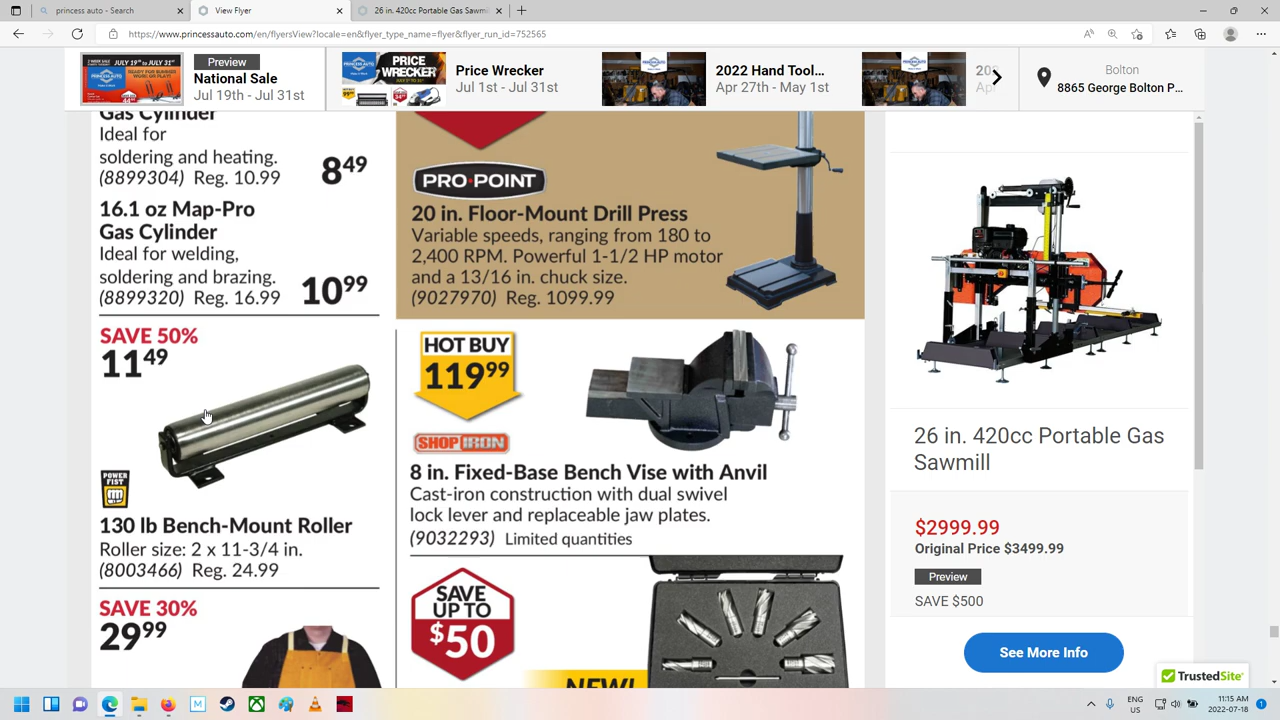 princess auto - Search
View Flyer
26 in. 420cc Portable Gas Sawm
https://www.princessauto.com/en/flyersView?locale=en&flyer_type_name=flyer&flyer_run_id=752565
Preview
National Sale
Jul 19th - Jul 31st
JULY 19TH to JULY 31ST
PRICE WRECKER
Price Wrecker
Jul 1st - Jul 31st
2022 Hand Tool...
Apr 27th - May 1st
Boston
8865 George Bolton P...
Gas Cylinder
Ideal for
soldering and heating.
(8899304) Reg. 10.99
8 49
16.1 oz Map-Pro
Gas Cylinder
Ideal for welding,
soldering and brazing.
(8899320) Reg. 16.99
10 99
SAVE 50%
11 49
POWER FIST
130 lb Bench-Mount Roller
Roller size: 2 x 11-3/4 in.
(8003466) Reg. 24.99
SAVE 30%
29 99
PRO•POINT
20 in. Floor-Mount Drill Press
Variable speeds, ranging from 180 to
2,400 RPM. Powerful 1-1/2 HP motor
and a 13/16 in. chuck size.
(9027970) Reg. 1099.99
HOT BUY
119 99
SHOP IRON
8 in. Fixed-Base Bench Vise with Anvil
Cast-iron construction with dual swivel
lock lever and replaceable jaw plates.
(9032293) Limited quantities
SAVE
UP TO
$50
NEW!
26 in. 420cc Portable Gas
Sawmill
$2999.99
Original Price $3499.99
Preview
SAVE $500
See More Info
TrustedSite
ENG
US
11:15 AM
2022-07-18